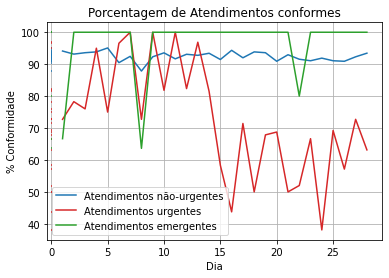 Porcentagem de Atendimentos conformes
% Conformidade
100
90
80
70
60
50
40
Atendimentos não-urgentes
Atendimentos urgentes
Atendimentos emergentes
0 5 10 15 20 25
Dia